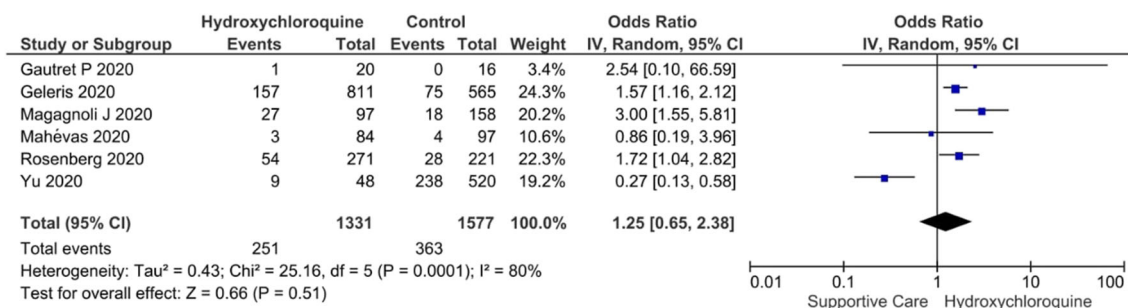 Hydroxychloroquine Control Odds Ratio Odds Ratio
Study or Subgroup Events Total Events Total Weight IV, Random, 95% CI IV, Random, 95% CI
Gautret P 2020 1 20 0 16 3.4% 2.54 [0.10, 66.59]
Geleris 2020 157 811 75 565 24.3% 1.57 [1.16, 2.12]
Magagnoli J 2020 27 97 18 158 20.2% 3.00 [1.55, 5.81]
Mahévas 2020 3 84 4 97 10.6% 0.86 [0.19, 3.96]
Rosenberg 2020 54 271 28 221 22.3% 1.72 [1.04, 2.82]
Yu 2020 9 48 238 520 19.2% 0.27 [0.13, 0.58]
Total (95% CI) 1331 1577 100.0% 1.25 [0.65, 2.38]
Total events 251 363
Heterogeneity: Tau² = 0.43; Chi² = 25.16, df = 5 (P = 0.0001); I² = 80%
Test for overall effect: Z = 0.66 (P = 0.51)
0.01 0.1 1 10 100
Supportive Care Hydroxychloroquine